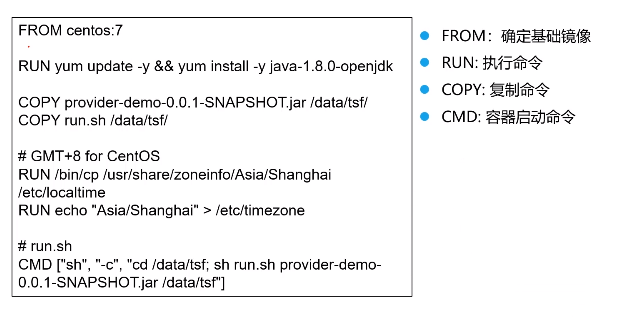 FROM centos:7
RUN yum update -y && yum install -y java-1.8.0-openjdk
COPY provider-demo-0.0.1-SNAPSHOT.jar /data/tsf/
COPY run.sh /data/tsf/
# GMT+8 for CentOS
RUN /bin/cp /usr/share/zoneinfo/Asia/Shanghai
/etc/localtime
RUN echo "Asia/Shanghai" > /etc/timezone
# run.sh
CMD ["sh", "-c", "cd /data/tsf; sh run.sh provider-demo-
0.0.1-SNAPSHOT.jar /data/tsf"]
FROM：确定基础镜像
RUN: 执行命令
COPY: 复制命令
CMD: 容器启动命令